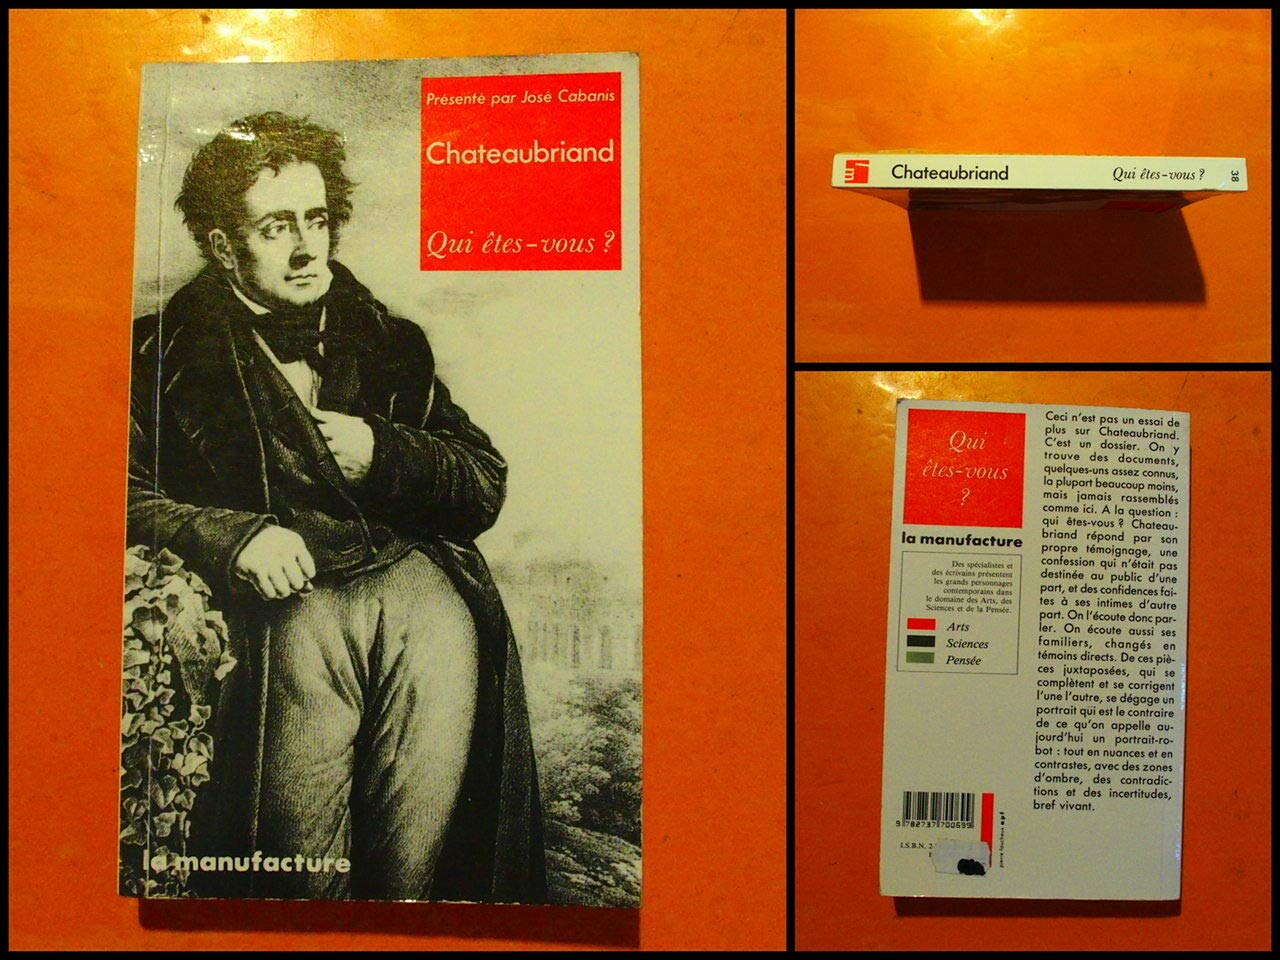 Présenté par José Cabanis
Chateaubriand
Qui êtes-vous ?
la manufacture
Chateaubriand
Qui êtes-vous ?
38
Qui
êtes-vous
?
la manufacture
Des spécialistes et
des écrivains présentent
les grands personnages
contemporains dans
le domaine des Arts, des
Sciences et de la Pensée.
Arts
Sciences
Pensée
9 782737 700699
I.S.B.N. 2
pierre faucheux apf
Ceci n'est pas un essai de
plus sur Chateaubriand.
C'est un dossier. On y
trouve des documents,
quelques-uns assez connus,
la plupart beaucoup moins,
mais jamais rassemblés
comme ici. A la question :
qui êtes-vous ? Chateau-
briand répond par son
propre témoignage, une
confession qui n'était pas
destinée au public d'une
part, et des confidences fai-
tes à ses intimes d'autre
part. On l'écoute donc par-
ler. On écoute aussi ses
familiers, changés en
témoins directs. De ces piè-
ces juxtaposées, qui se
complètent et se corrigent
l'une l'autre, se dégage un
portrait qui est le contraire
de ce qu'on appelle au-
jourd'hui un portrait-ro-
bot : tout en nuances et en
contrastes, avec des zones
d'ombre, des contradic-
tions et des incertitudes,
bref vivant.